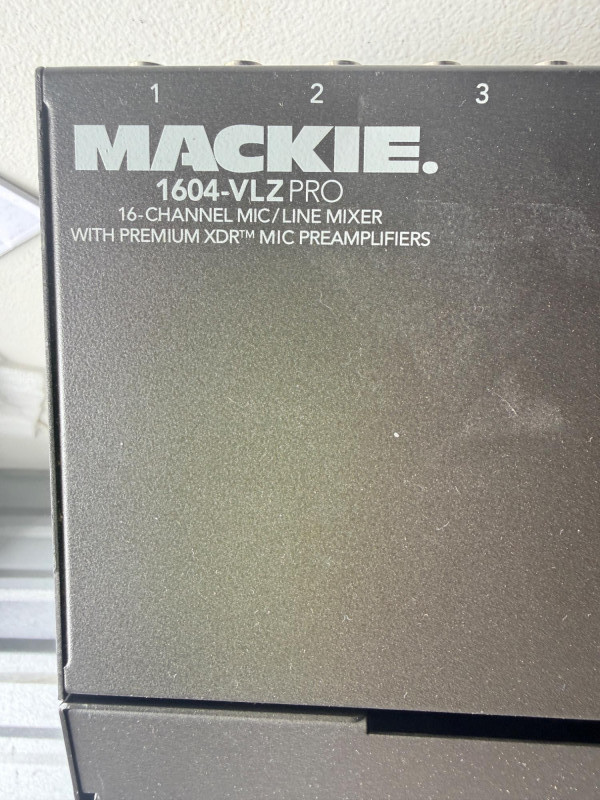 1 2 3
MACKIE.
1604-VLZ PRO
16-CHANNEL MIC/LINE MIXER
WITH PREMIUM XDR™ MIC PREAMPLIFIERS